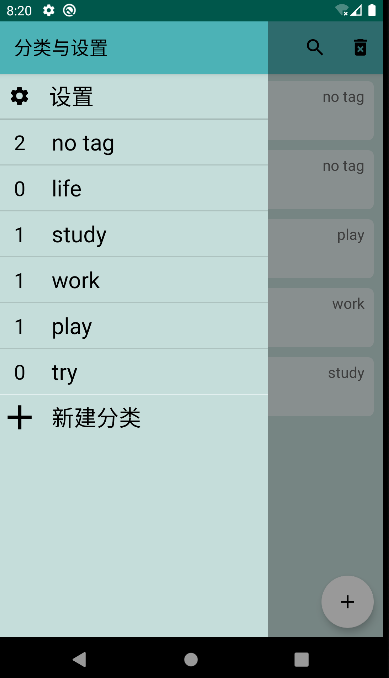 8:20
分类与设置
设置
no tag
2 no tag
no tag
0 life
1 study
play
1 work
work
1 play
0 try
study
新建分类